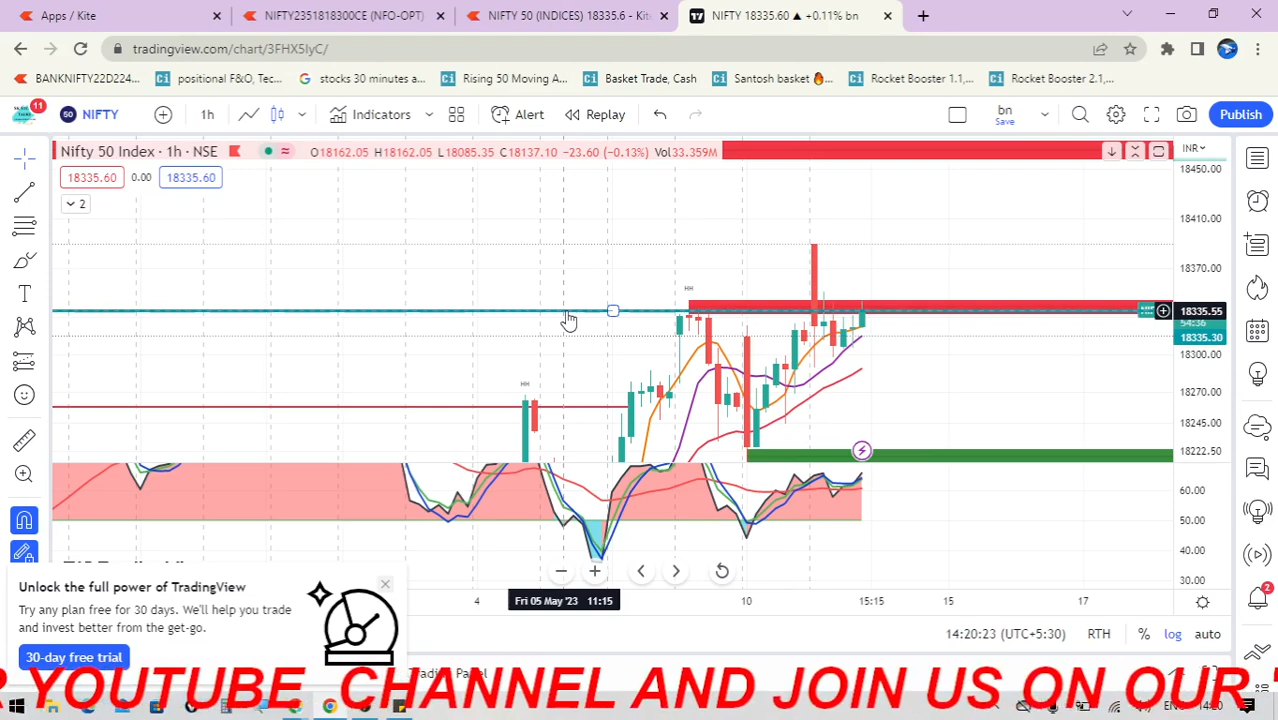 Apps / Kite
NIFTY2351818300CE (NFO-OPT)
NIFTY 50 (INDICES) 18335.6 - Kit
NIFTY 18335.60 ▲ +0.11% bn
tradingview.com/chart/3FHX5IyC/
BANKNIFTY22D224...
positional F&O, Tec...
stocks 30 minutes a...
Rising 50 Moving A...
Basket Trade, Cash
Santosh basket 🔥...
Rocket Booster 1.1,...
Rocket Booster 2.1,...
11
50 NIFTY
1h
Indicators
Alert
Replay
bn
Save
Publish
Nifty 50 Index · 1h · NSE
O18162.05 H18162.05 L18085.35 C18137.10 -23.60 (-0.13%) Vol33.359M
INR
18335.60 0.00 18335.60
2
18450.00
18410.00
18370.00
HH
18335.55
54:36
18335.30
18300.00
HH
18270.00
18245.00
18222.50
60.00
50.00
40.00
30.00
Unlock the full power of TradingView
Try any plan free for 30 days. We'll help you trade
and invest better from the get-go.
30-day free trial
4
Fri 05 May '23 11:15
10
15:15
15
17
14:20:23 (UTC+5:30)
RTH
%
log
auto
2
YOUTUBE CHANNEL AND JOIN US ON OUR
ENG